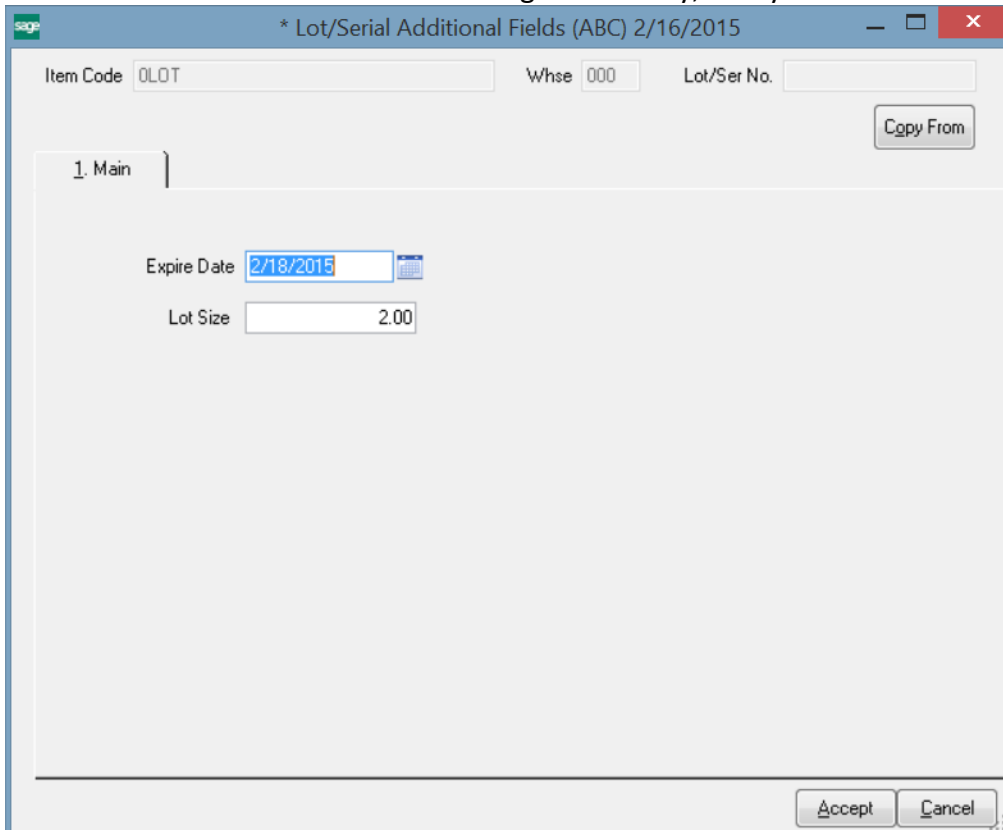 sage * Lot/Serial Additional Fields (ABC) 2/16/2015
Item Code 0LOT Whse 000 Lot/Ser No.
Copy From
1. Main
Expire Date 2/18/2015
Lot Size 2.00
Accept Cancel